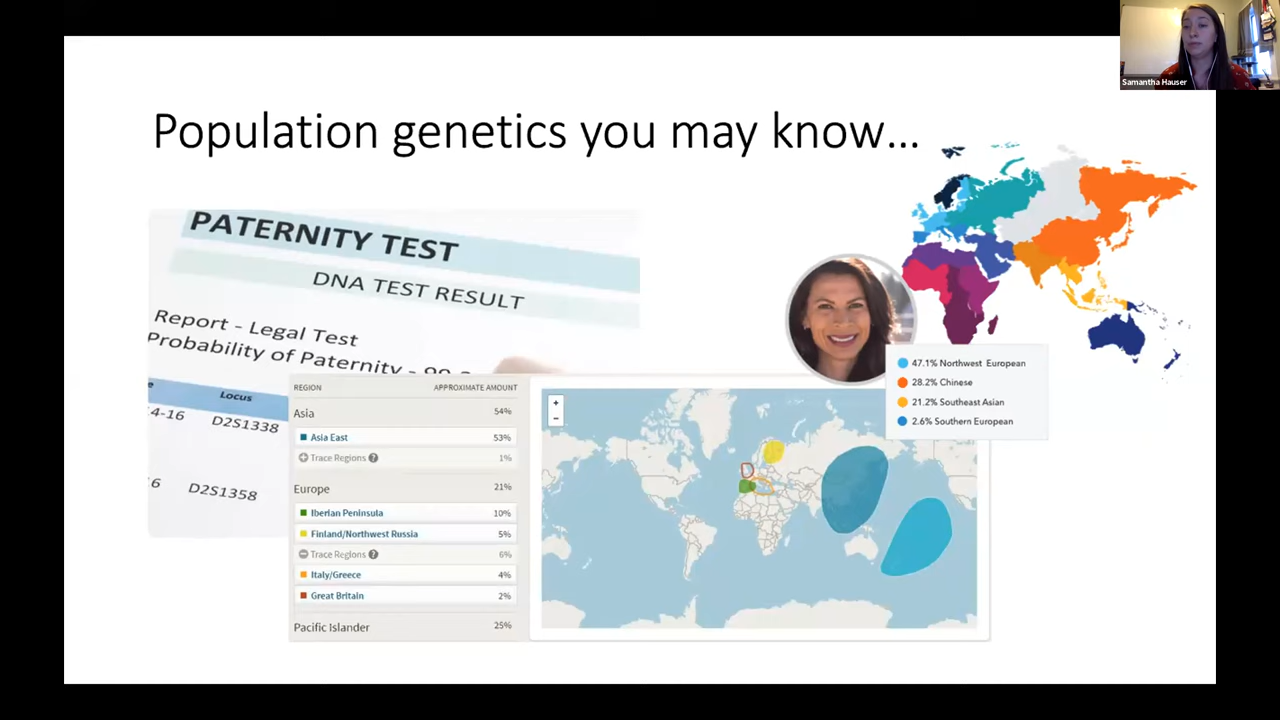 Samantha Hauser
Population genetics you may know...
PATERNITY TEST
DNA TEST RESULT
Report - Legal Test
Probability of Paternity - 99.
Locus
4-16 D2S1338
6 D2S1358
47.1% Northwest European
28.2% Chinese
21.2% Southeast Asian
2.6% Southern European
REGION APPROXIMATE AMOUNT
Asia 54%
Asia East 53%
Trace Regions ? 1%
Europe 21%
Iberian Peninsula 10%
Finland/Northwest Russia 5%
Trace Regions ? 6%
Italy/Greece 4%
Great Britain 2%
Pacific Islander 25%
+
-